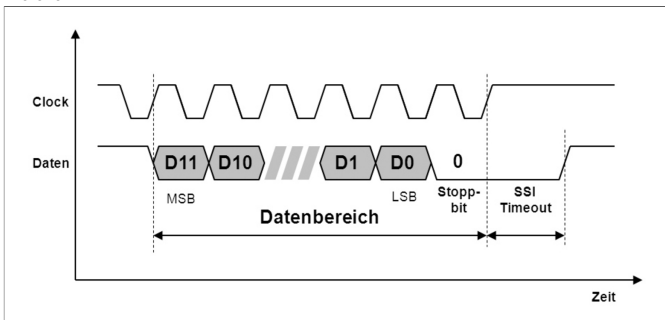 Clock
Daten
D11 D10 D1 D0 0
MSB LSB Stopp-
bit SSI
Timeout
Datenbereich
Zeit